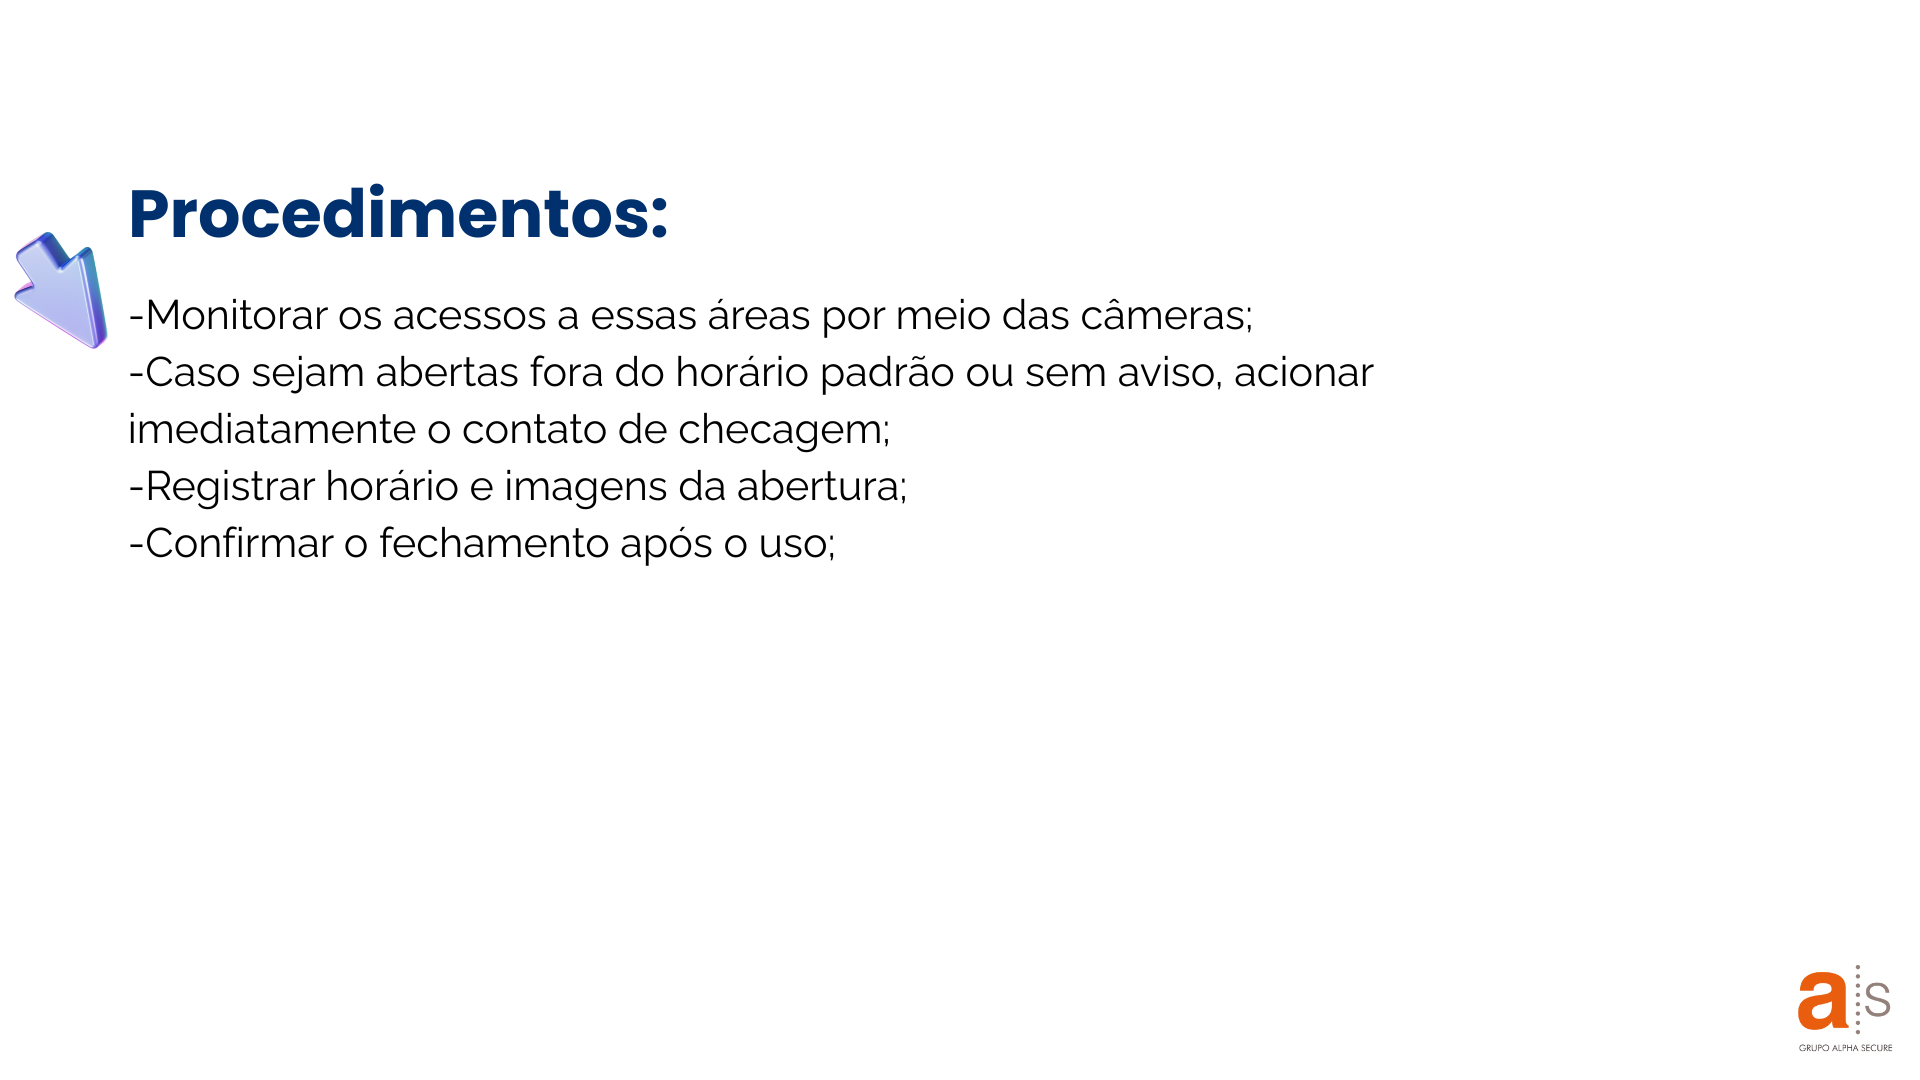 Procedimentos:
-Monitorar os acessos a essas áreas por meio das câmeras;
-Caso sejam abertas fora do horário padrão ou sem aviso, acionar
imediatamente o contato de checagem;
-Registrar horário e imagens da abertura;
-Confirmar o fechamento após o uso;
a s
GRUPO ALPHA SECURE